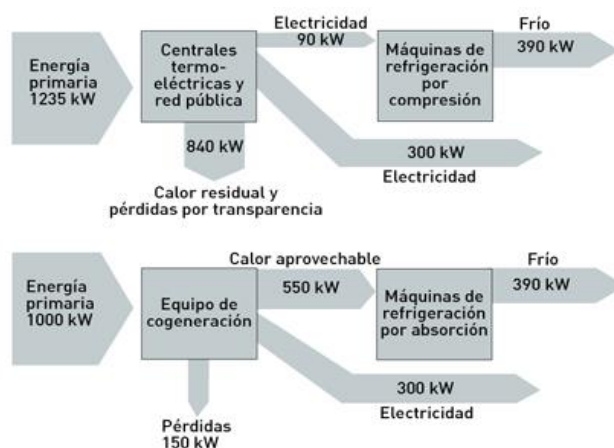 Electricidad
90 kW
Frío
390 kW
Energía
primaria
1235 kW
Centrales
termo-
eléctricas y
red pública
Máquinas de
refrigeración
por
compresión
840 kW
300 kW
Electricidad
Calor residual y
pérdidas por transparencia
Calor aprovechable
550 kW
Frío
390 kW
Energía
primaria
1000 kW
Equipo de
cogeneración
Máquinas de
refrigeración
por absorción
300 kW
Electricidad
Pérdidas
150 kW